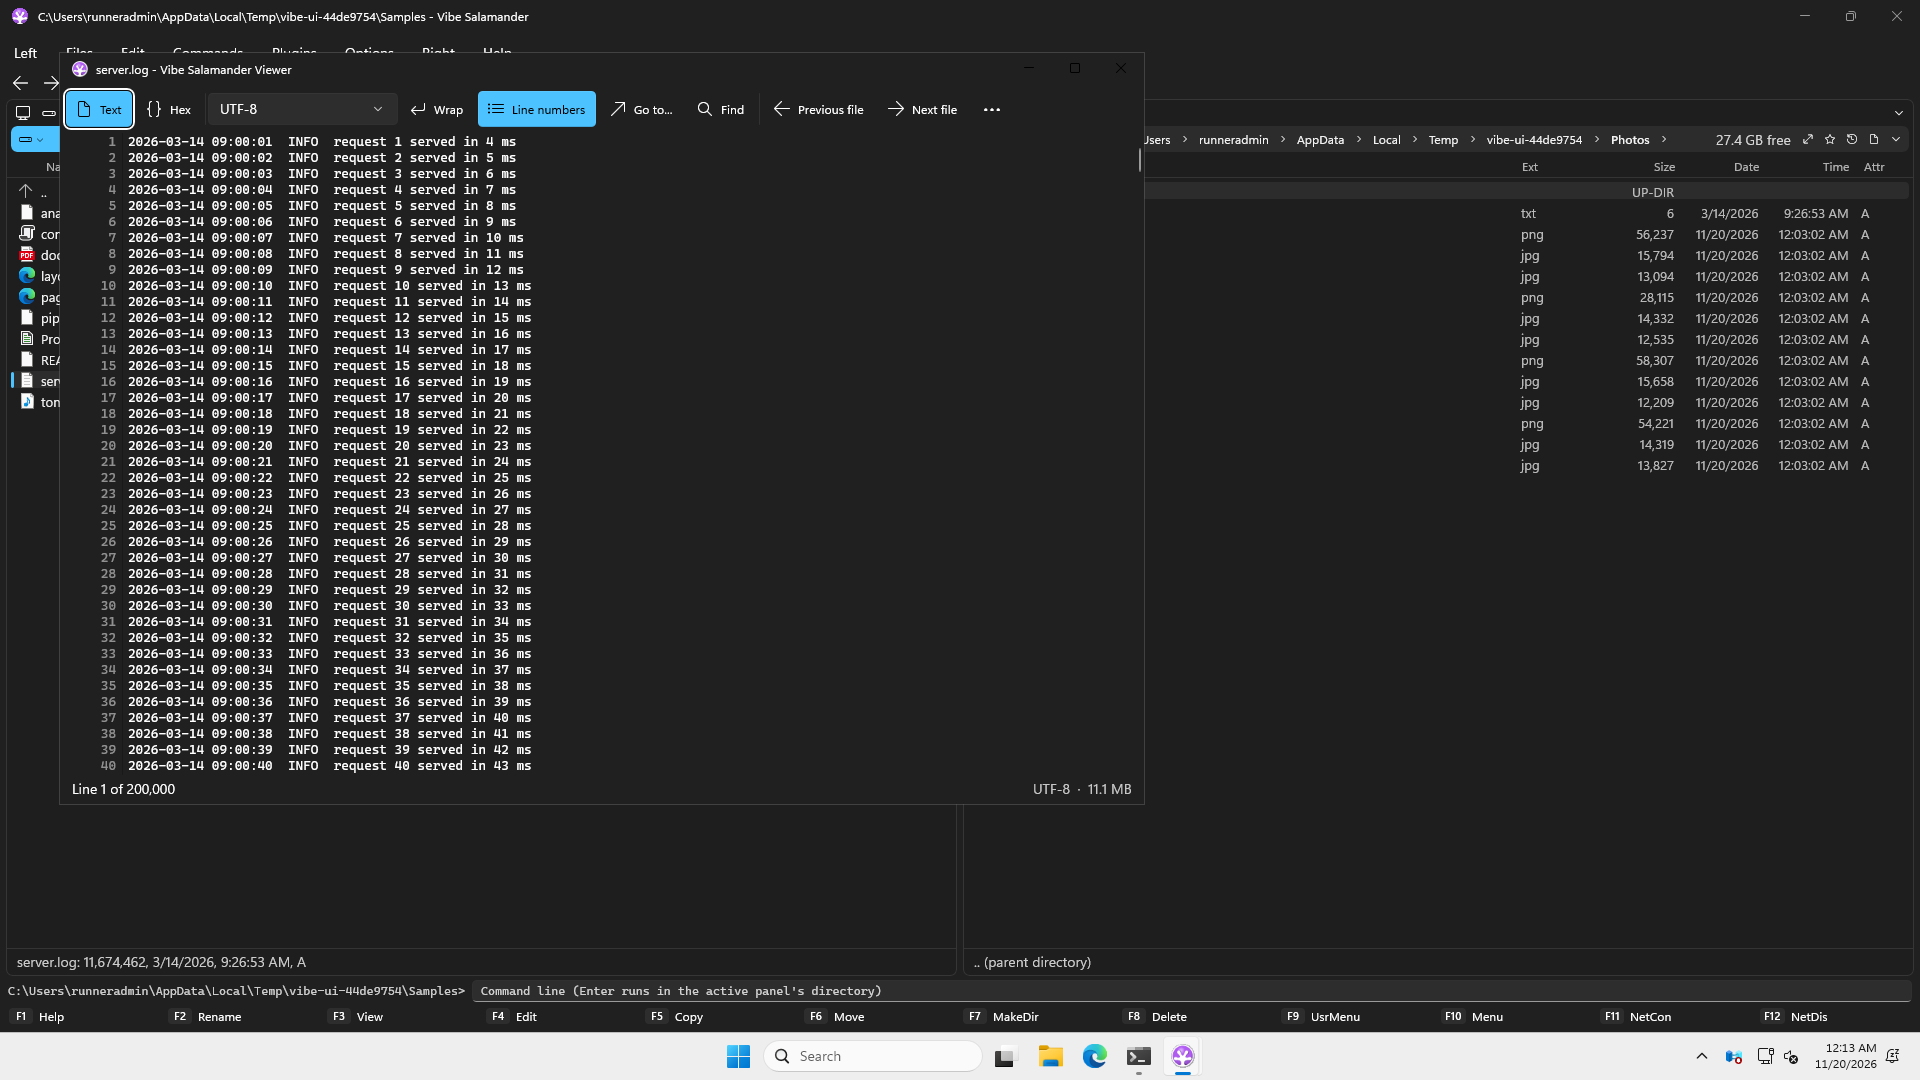 C:\Users\runneradmin\AppData\Local\Temp\vibe-ui-44de9754\Samples - Vibe Salamander
Left
server.log - Vibe Salamander Viewer
Text Hex UTF-8 Wrap Line numbers Go to... Find Previous file Next file
1 2026-03-14 09:00:01 INFO request 1 served in 4 ms
2 2026-03-14 09:00:02 INFO request 2 served in 5 ms
3 2026-03-14 09:00:03 INFO request 3 served in 6 ms
4 2026-03-14 09:00:04 INFO request 4 served in 7 ms
5 2026-03-14 09:00:05 INFO request 5 served in 8 ms
6 2026-03-14 09:00:06 INFO request 6 served in 9 ms
7 2026-03-14 09:00:07 INFO request 7 served in 10 ms
8 2026-03-14 09:00:08 INFO request 8 served in 11 ms
9 2026-03-14 09:00:09 INFO request 9 served in 12 ms
10 2026-03-14 09:00:10 INFO request 10 served in 13 ms
11 2026-03-14 09:00:11 INFO request 11 served in 14 ms
12 2026-03-14 09:00:12 INFO request 12 served in 15 ms
13 2026-03-14 09:00:13 INFO request 13 served in 16 ms
14 2026-03-14 09:00:14 INFO request 14 served in 17 ms
15 2026-03-14 09:00:15 INFO request 15 served in 18 ms
16 2026-03-14 09:00:16 INFO request 16 served in 19 ms
17 2026-03-14 09:00:17 INFO request 17 served in 20 ms
18 2026-03-14 09:00:18 INFO request 18 served in 21 ms
19 2026-03-14 09:00:19 INFO request 19 served in 22 ms
20 2026-03-14 09:00:20 INFO request 20 served in 23 ms
21 2026-03-14 09:00:21 INFO request 21 served in 24 ms
22 2026-03-14 09:00:22 INFO request 22 served in 25 ms
23 2026-03-14 09:00:23 INFO request 23 served in 26 ms
24 2026-03-14 09:00:24 INFO request 24 served in 27 ms
25 2026-03-14 09:00:25 INFO request 25 served in 28 ms
26 2026-03-14 09:00:26 INFO request 26 served in 29 ms
27 2026-03-14 09:00:27 INFO request 27 served in 30 ms
28 2026-03-14 09:00:28 INFO request 28 served in 31 ms
29 2026-03-14 09:00:29 INFO request 29 served in 32 ms
30 2026-03-14 09:00:30 INFO request 30 served in 33 ms
31 2026-03-14 09:00:31 INFO request 31 served in 34 ms
32 2026-03-14 09:00:32 INFO request 32 served in 35 ms
33 2026-03-14 09:00:33 INFO request 33 served in 36 ms
34 2026-03-14 09:00:34 INFO request 34 served in 37 ms
35 2026-03-14 09:00:35 INFO request 35 served in 38 ms
36 2026-03-14 09:00:36 INFO request 36 served in 39 ms
37 2026-03-14 09:00:37 INFO request 37 served in 40 ms
38 2026-03-14 09:00:38 INFO request 38 served in 41 ms
39 2026-03-14 09:00:39 INFO request 39 served in 42 ms
40 2026-03-14 09:00:40 INFO request 40 served in 43 ms
Line 1 of 200,000 UTF-8 · 11.1 MB
Na
..
ana
con
doc
layo
pag
pip
Pro
REA
serv
ton
runneradmin AppData Local Temp vibe-ui-44de9754 Photos 27.4 GB free
Ext Size Date Time Attr
UP-DIR
txt 6 3/14/2026 9:26:53 AM A
png 56,237 11/20/2026 12:03:02 AM A
jpg 15,794 11/20/2026 12:03:02 AM A
jpg 13,094 11/20/2026 12:03:02 AM A
png 28,115 11/20/2026 12:03:02 AM A
jpg 14,332 11/20/2026 12:03:02 AM A
jpg 12,535 11/20/2026 12:03:02 AM A
png 58,307 11/20/2026 12:03:02 AM A
jpg 15,658 11/20/2026 12:03:02 AM A
jpg 12,209 11/20/2026 12:03:02 AM A
png 54,221 11/20/2026 12:03:02 AM A
jpg 14,319 11/20/2026 12:03:02 AM A
jpg 13,827 11/20/2026 12:03:02 AM A
server.log: 11,674,462, 3/14/2026, 9:26:53 AM, A
.. (parent directory)
C:\Users\runneradmin\AppData\Local\Temp\vibe-ui-44de9754\Samples> Command line (Enter runs in the active panel's directory)
F1 Help F2 Rename F3 View F4 Edit F5 Copy F6 Move F7 MakeDir F8 Delete F9 UsrMenu F10 Menu F11 NetCon F12 NetDis
Search
12:13 AM
11/20/2026